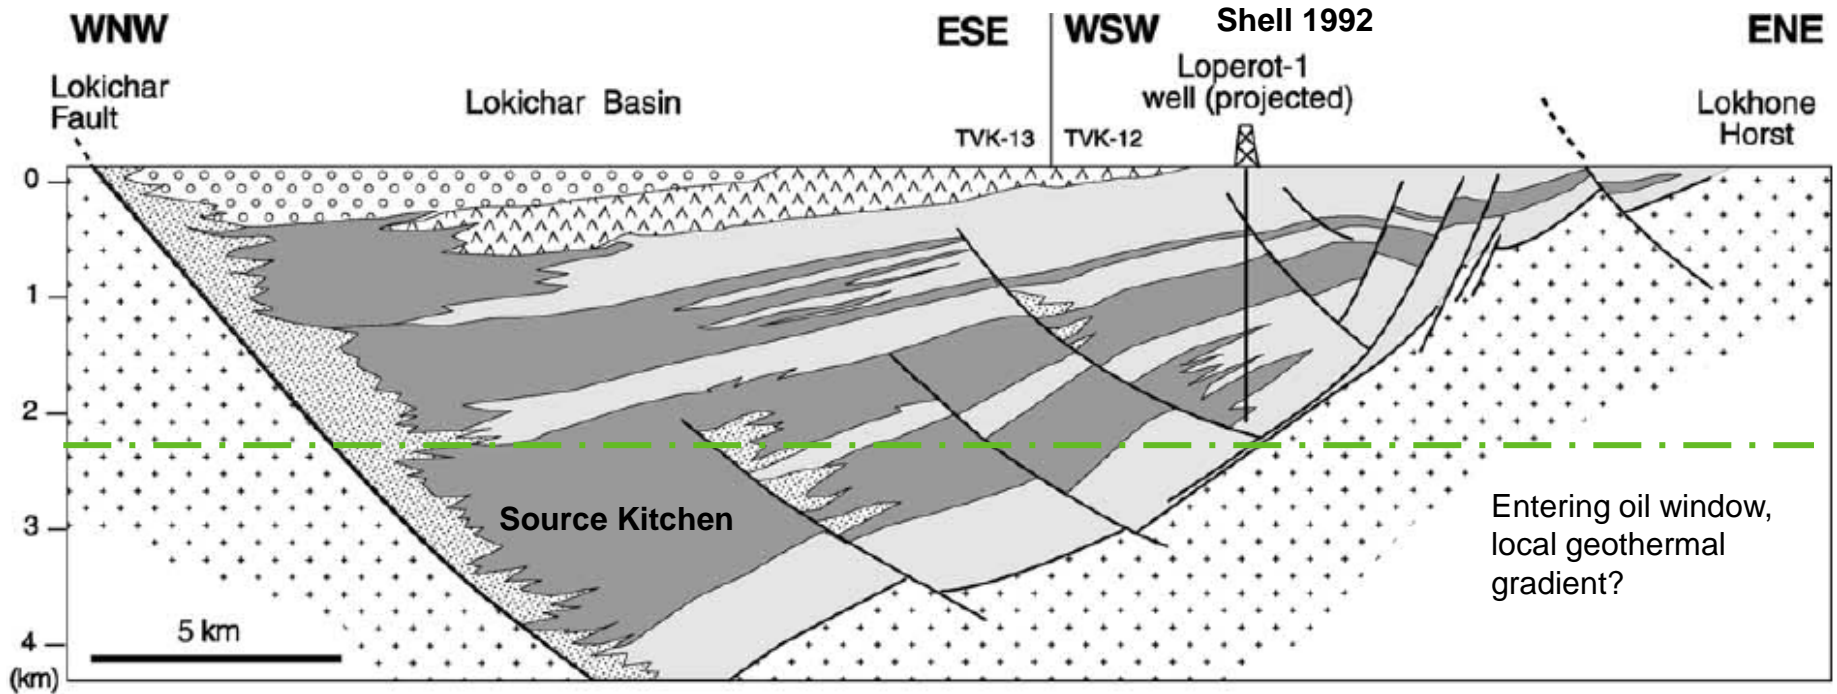 WNW
ESE
WSW
Shell 1992
ENE
Lokichar
Fault
Lokichar Basin
TVK-13
TVK-12
Loperot-1
well (projected)
Lokhone
Horst
0
1
2
3
4
(km)
Source Kitchen
Entering oil window,
local geothermal
gradient?
5 km